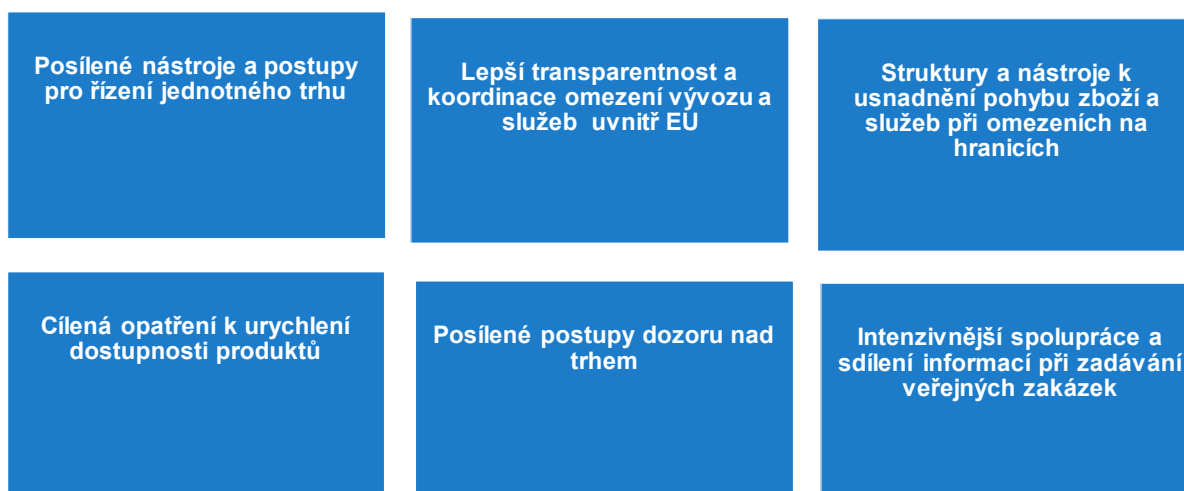 Posílené nástroje a postupy
pro řízení jednotného trhu
Lepší transparentnost a
koordinace omezení vývozu a
služeb uvnitř EU
Struktury a nástroje k
usnadnění pohybu zboží a
služeb při omezeních na
hranicích
Cílená opatření k urychlení
dostupnosti produktů
Posílené postupy dozoru nad
trhem
Intenzivnější spolupráce a
sdílení informací při zadávání
veřejných zakázek